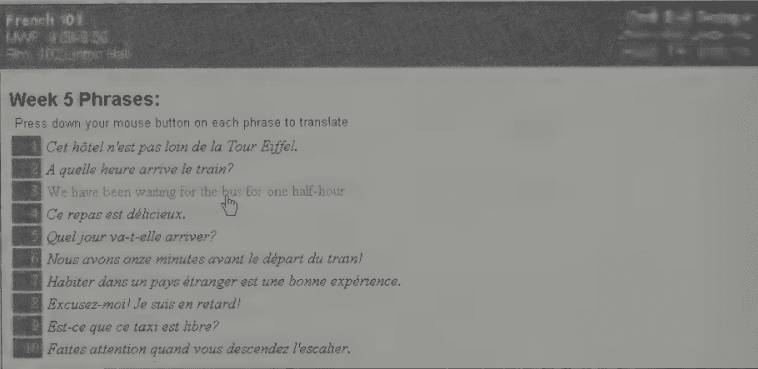 French 101
MWF
Week 5 Phrases:
Press down your mouse button on each phrase to translate
1 Cet hôtel n'est pas loin de la Tour Eiffel.
2 A quelle heure arrive le train?
3 We have been waiting for the bus for one half-hour
4 Ce repas est délicieux.
5 Quel jour va-t-elle arriver?
6 Nous avons onze minutes avant le départ du train!
7 Habiter dans un pays étranger est une bonne expérience.
8 Excusez-moi! Je suis en retard!
9 Est-ce que ce taxi est libre?
10 Faites attention quand vous descendez l'escalier.